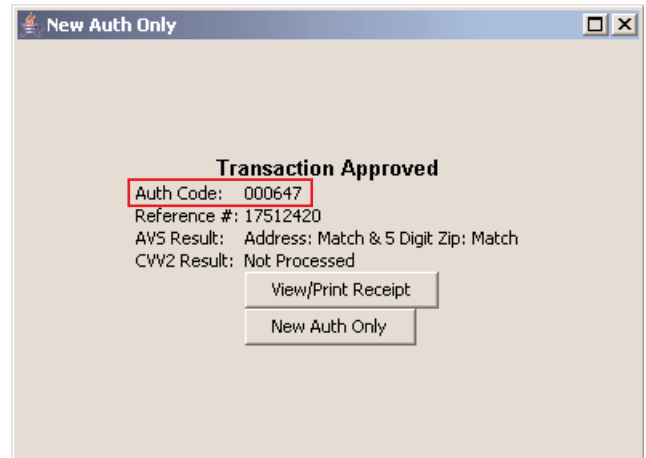 New Auth Only
Transaction Approved
Auth Code: 000647
Reference #: 17512420
AVS Result: Address: Match & 5 Digit Zip: Match
CVV2 Result: Not Processed
View/Print Receipt
New Auth Only